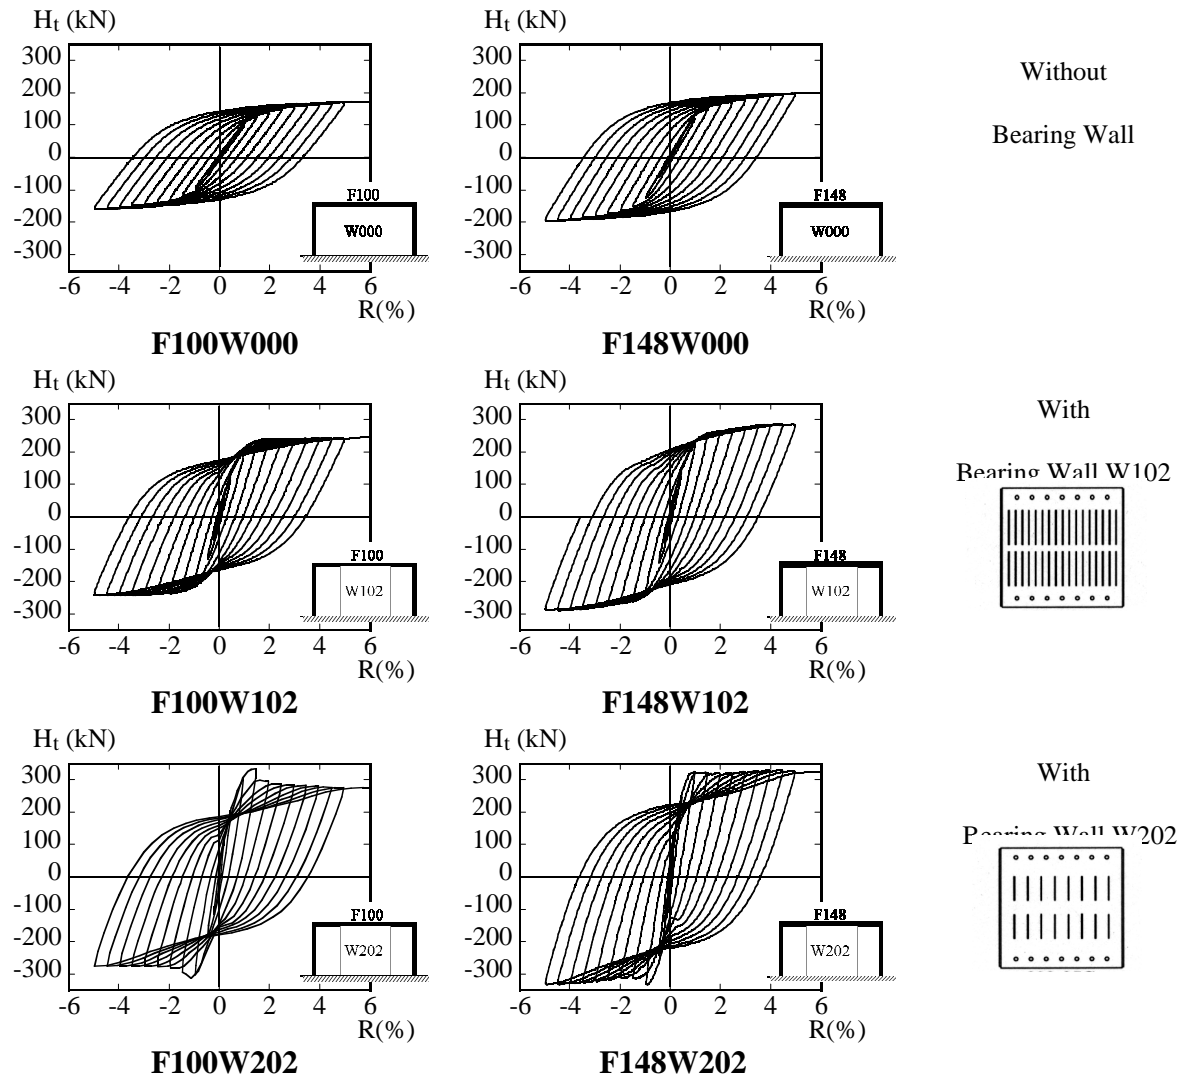 Ht (kN)
Ht (kN)
300
200
100
0
-100
-200
-300
F100
W000
-6 -4 -2 0 2 4 6
R(%)
F100W000
300
200
100
0
-100
-200
-300
F148
W000
-6 -4 -2 0 2 4 6
R(%)
F148W000
Without
Bearing Wall
Ht (kN)
Ht (kN)
300
200
100
0
-100
-200
-300
F100
W102
-6 -4 -2 0 2 4 6
R(%)
F100W102
300
200
100
0
-100
-200
-300
F148
W102
-6 -4 -2 0 2 4 6
R(%)
F148W102
With
Bearing Wall W102
Ht (kN)
Ht (kN)
300
200
100
0
-100
-200
-300
F100
W202
-6 -4 -2 0 2 4 6
R(%)
F100W202
300
200
100
0
-100
-200
-300
F148
W202
-6 -4 -2 0 2 4 6
R(%)
F148W202
With
Bearing Wall W202